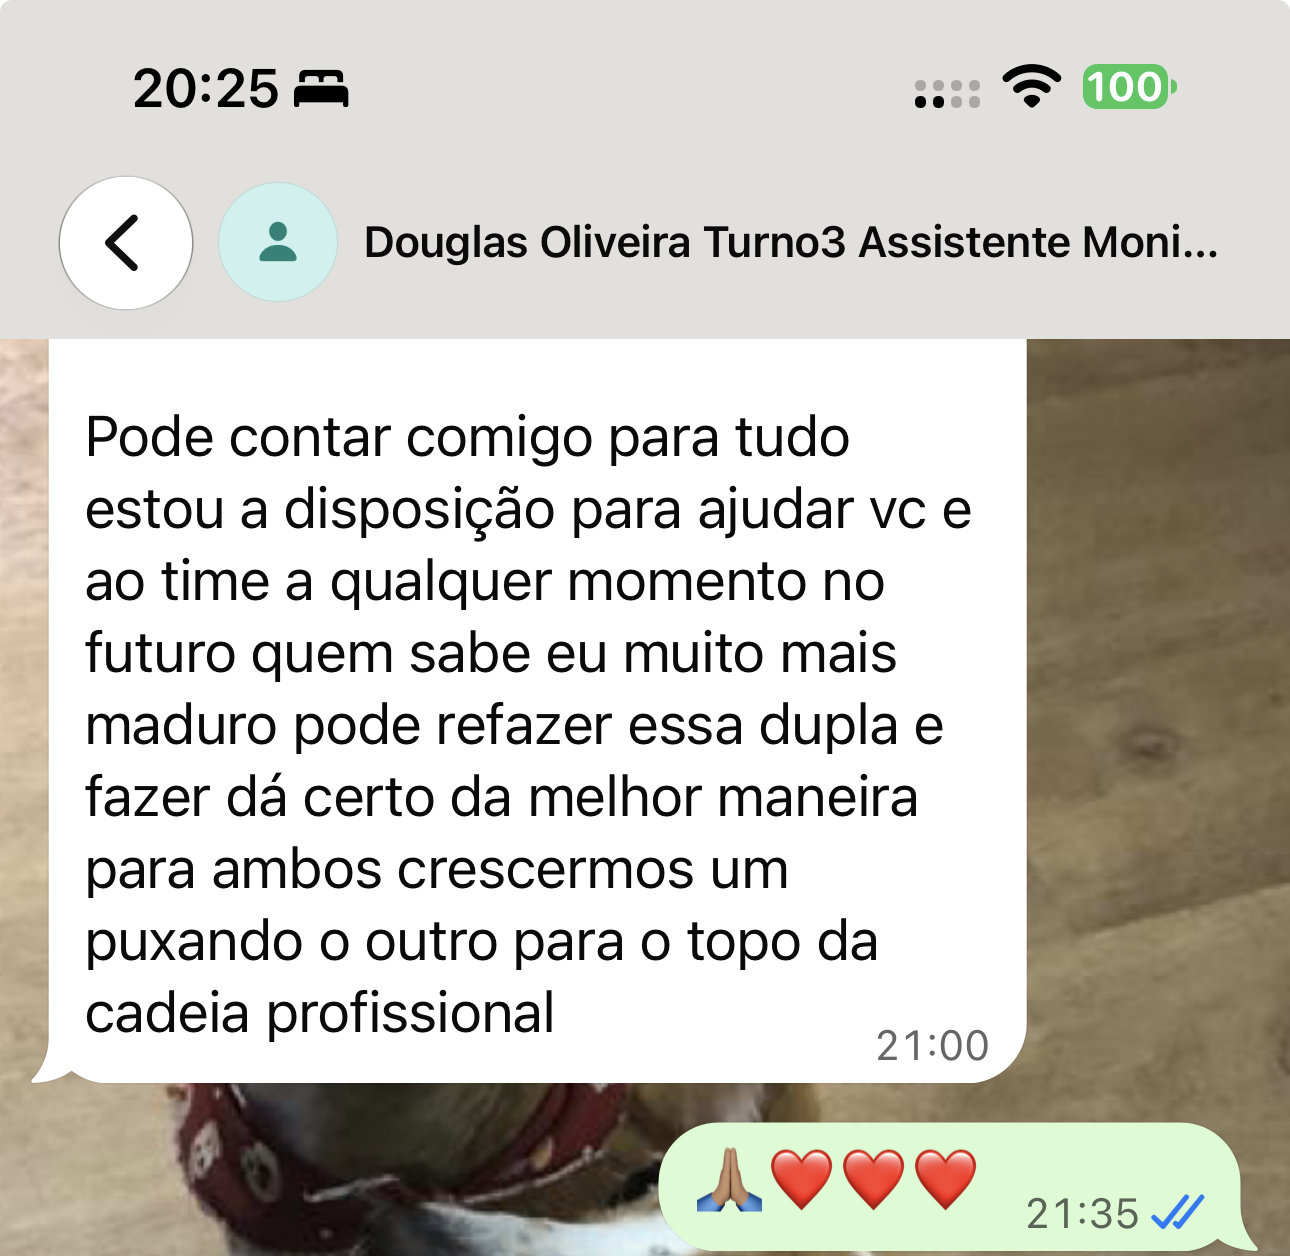 20:25
100
Douglas Oliveira Turno3 Assistente Moni...
Pode contar comigo para tudo
estou a disposição para ajudar vc e
ao time a qualquer momento no
futuro quem sabe eu muito mais
maduro pode refazer essa dupla e
fazer dá certo da melhor maneira
para ambos crescermos um
puxando o outro para o topo da
cadeia profissional
21:00
🙏🏽❤️❤️❤️
21:35